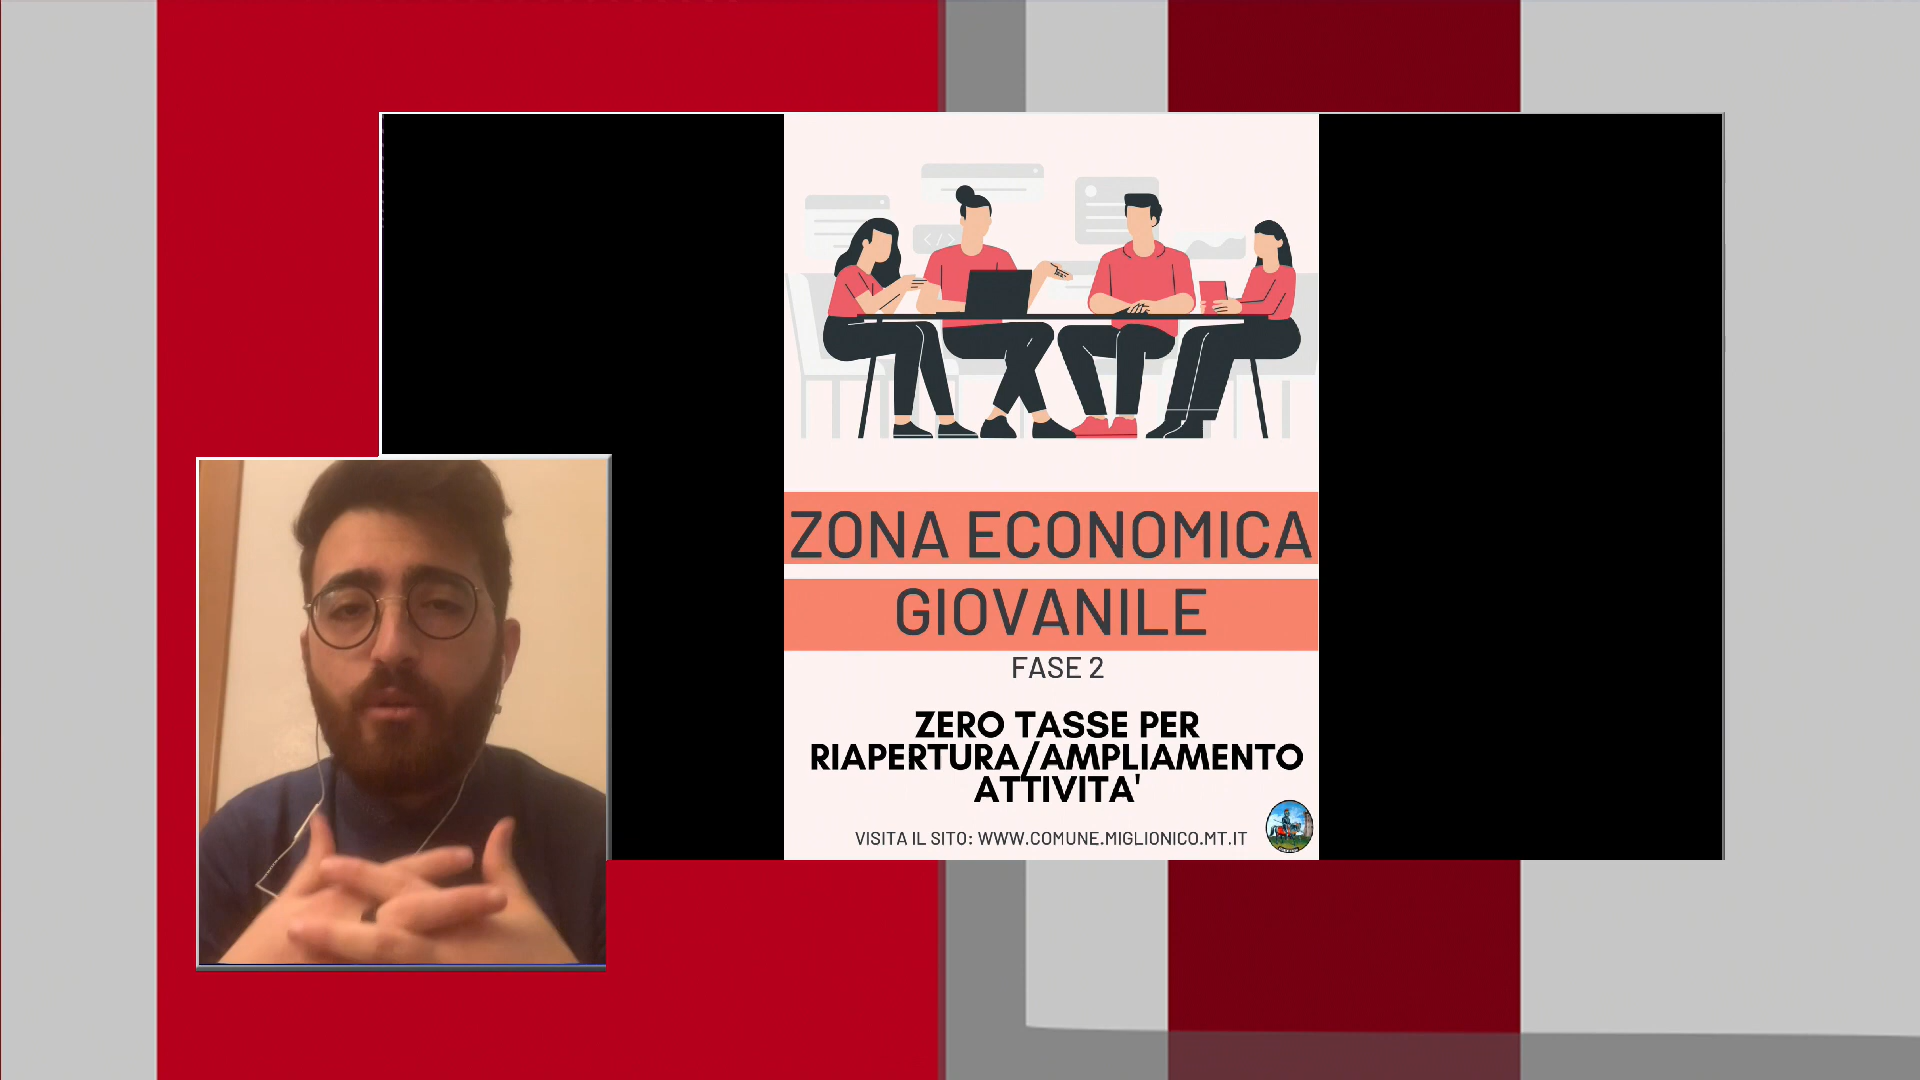 ZONA ECONOMICA
GIOVANILE
FASE 2
ZERO TASSE PER
RIAPERTURA/AMPLIAMENTO
ATTIVITA'
VISITA IL SITO: WWW.COMUNE.MIGLIONICO.MT.IT